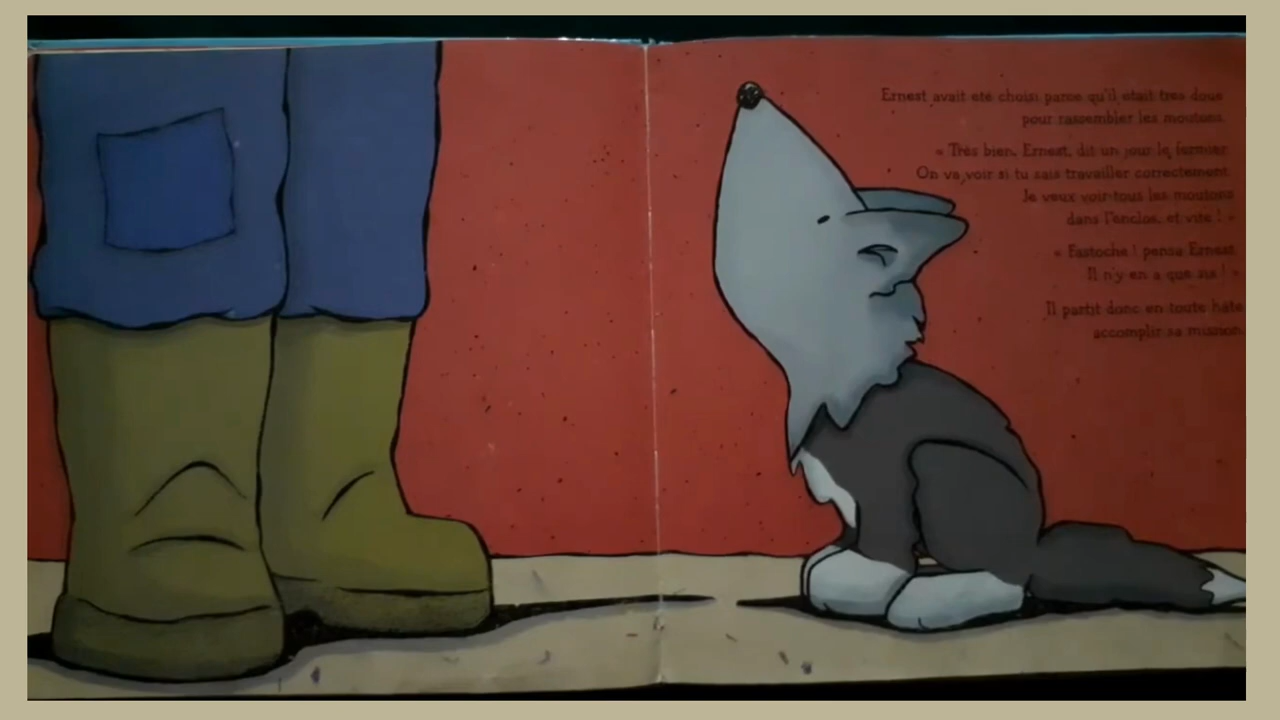 Ernest avait été choisi parce qu'il était très doué
pour rassembler les moutons.
« Très bien, Ernest, dit un jour le fermier.
On va voir si tu sais travailler correctement.
Je veux voir tous les moutons
dans l'enclos, et vite ! »
« Fastoche ! pensa Ernest.
Il n'y en a que six ! »
Il partit donc en toute hâte
accomplir sa mission.